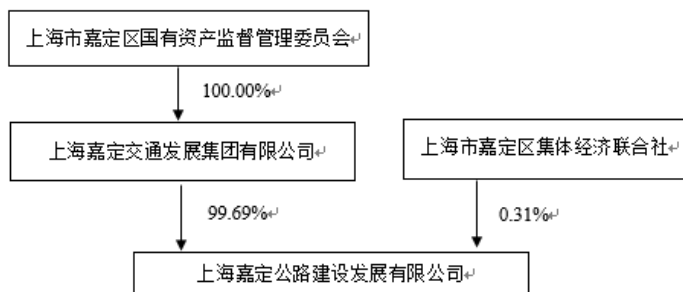 上海市嘉定区国有资产监督管理委员会↵
100.00%↵
上海嘉定交通发展集团有限公司↵
上海市嘉定区集体经济联合社↵
99.69%↵
0.31%↵
上海嘉定公路建设发展有限公司↵